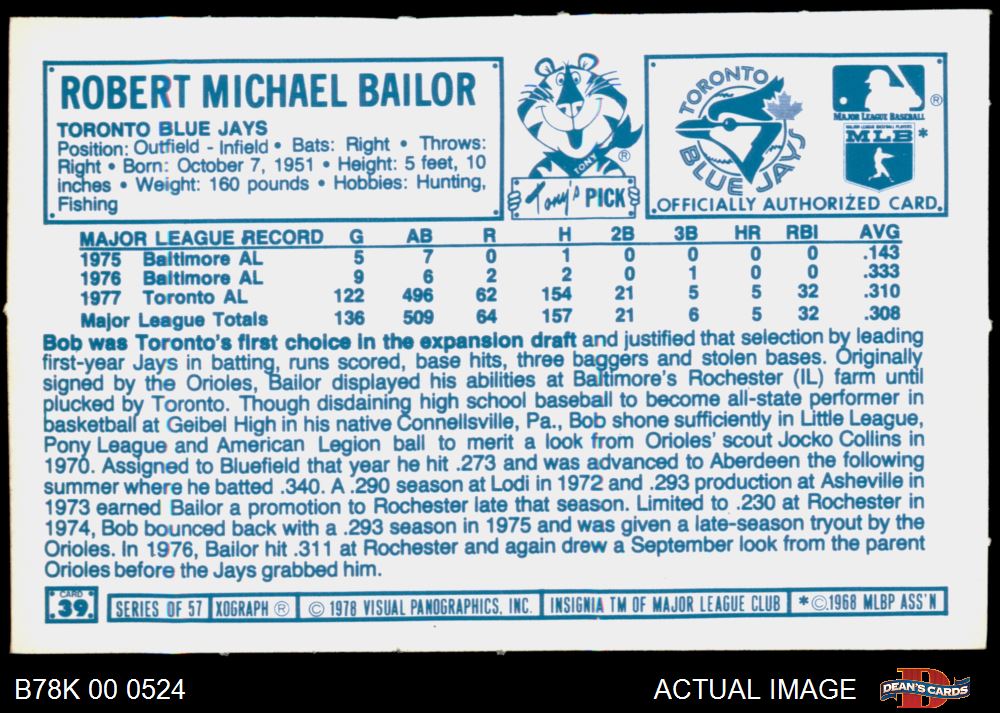 ROBERT MICHAEL BAILOR
TORONTO BLUE JAYS
Position: Outfield - Infield • Bats: Right • Throws:
Right • Born: October 7, 1951 • Height: 5 feet, 10
inches • Weight: 160 pounds • Hobbies: Hunting,
Fishing
TONY
®
Tony's PICK
TORONTO
BLUE JAYS
®
MAJOR LEAGUE BASEBALL
MAJOR LEAGUE BASEBALL PLAYERS
MLB *
OFFICIALLY AUTHORIZED CARD.
MAJOR LEAGUE RECORD G AB R H 2B 3B HR RBI AVG
1975 Baltimore AL 5 7 0 1 0 0 0 0 .143
1976 Baltimore AL 9 6 2 2 0 1 0 0 .333
1977 Toronto AL 122 496 62 154 21 5 5 32 .310
Major League Totals 136 509 64 157 21 6 5 32 .308
Bob was Toronto's first choice in the expansion draft and justified that selection by leading
first-year Jays in batting, runs scored, base hits, three baggers and stolen bases. Originally
signed by the Orioles, Bailor displayed his abilities at Baltimore's Rochester (IL) farm until
plucked by Toronto. Though disdaining high school baseball to become all-state performer in
basketball at Geibel High in his native Connellsville, Pa., Bob shone sufficiently in Little League,
Pony League and American Legion ball to merit a look from Orioles' scout Jocko Collins in
1970. Assigned to Bluefield that year he hit .273 and was advanced to Aberdeen the following
summer where he batted .340. A .290 season at Lodi in 1972 and .293 production at Asheville in
1973 earned Bailor a promotion to Rochester late that season. Limited to .230 at Rochester in
1974, Bob bounced back with a .293 season in 1975 and was given a late-season tryout by the
Orioles. In 1976, Bailor hit .311 at Rochester and again drew a September look from the parent
Orioles before the Jays grabbed him.
CARD
39.
SERIES OF 57 XOGRAPH ® © 1978 VISUAL PANOGRAPHICS, INC. INSIGNIA TM OF MAJOR LEAGUE CLUB * ©1968 MLBP ASS'N
B78K 00 0524
ACTUAL IMAGE
DEAN'S CARDS